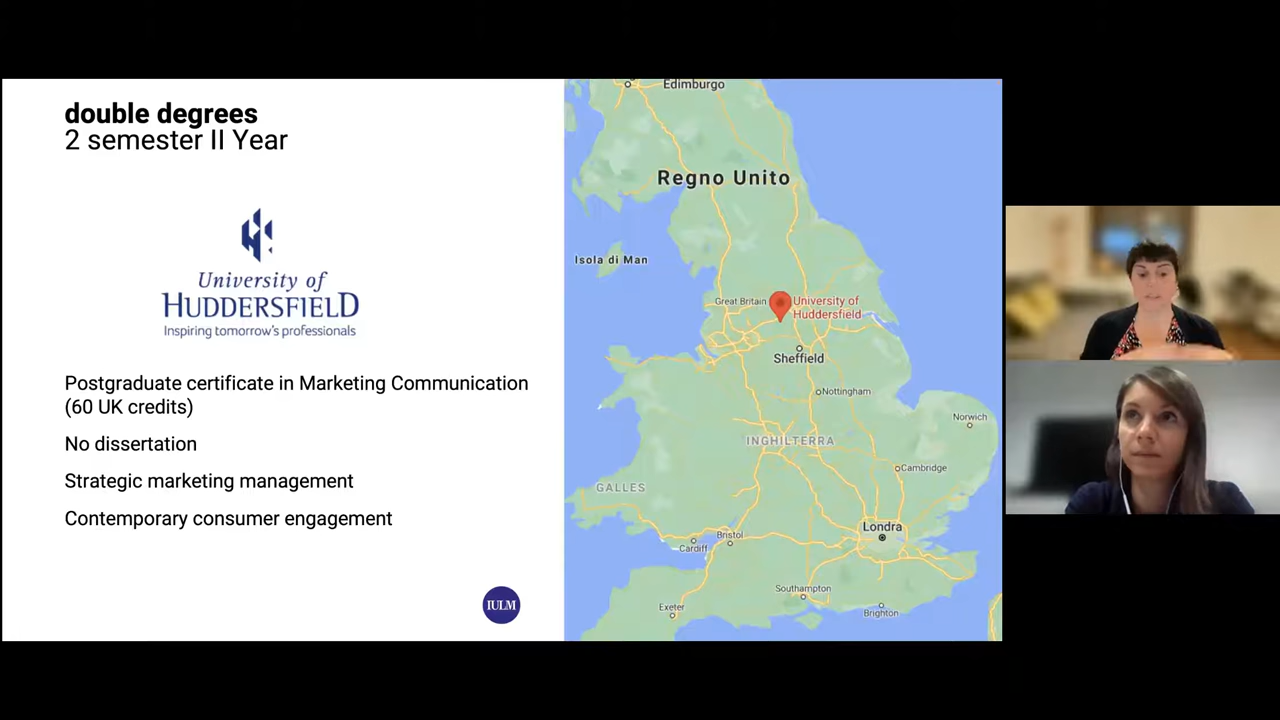 double degrees
2 semester II Year
University of
HUDDERSFIELD
Inspiring tomorrow's professionals
Postgraduate certificate in Marketing Communication
(60 UK credits)
No dissertation
Strategic marketing management
Contemporary consumer engagement
IULM
Edimburgo
Regno Unito
Isola di Man
Great Britain
University of
Huddersfield
Sheffield
Nottingham
Norwich
INGHILTERRA
Cambridge
GALLES
Londra
Bristol
Cardiff
Southampton
Exeter
Brighton